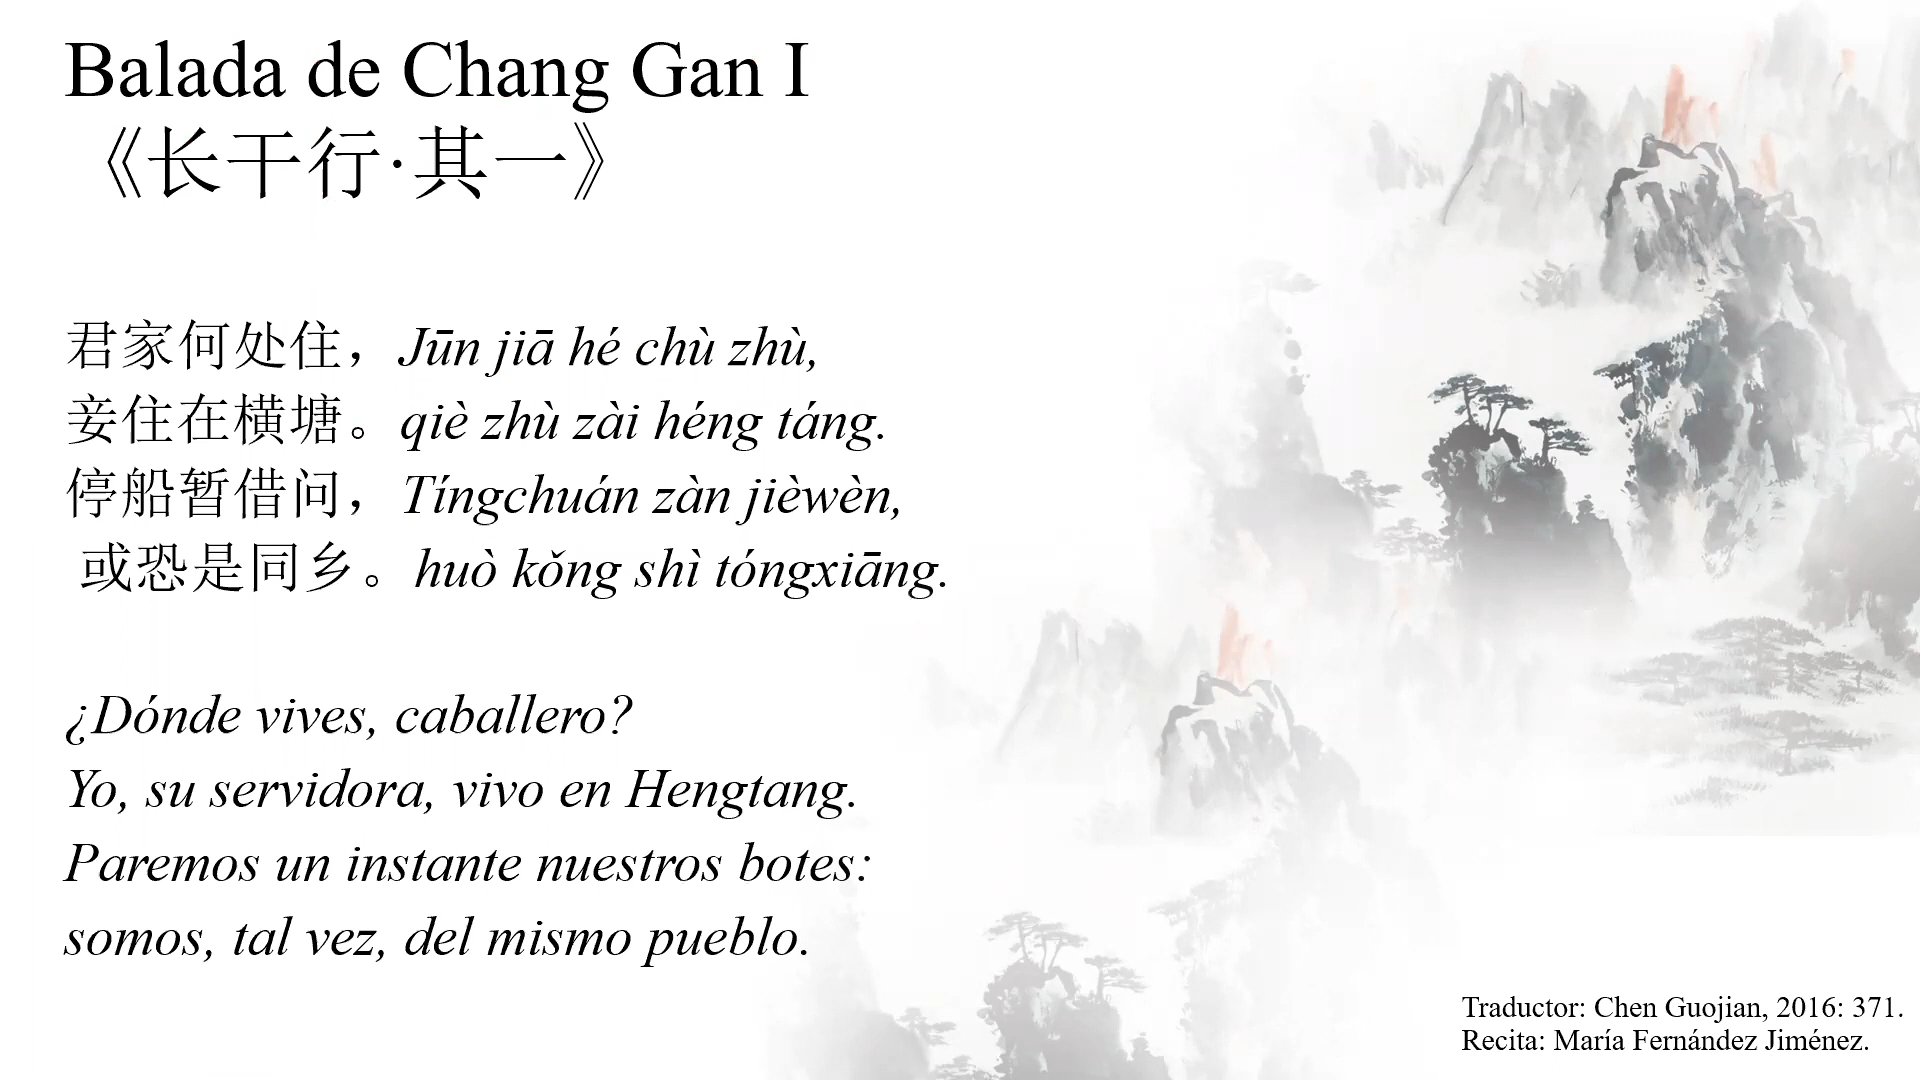 Balada de Chang Gan I
《长干行·其一》
君家何处住，Jūn jiā hé chù zhù,
妾住在横塘。qiè zhù zài héng táng.
停船暂借问，Tíngchuán zàn jièwèn,
或恐是同乡。huò kǒng shì tóngxiāng.
¿Dónde vives, caballero?
Yo, su servidora, vivo en Hengtang.
Paremos un instante nuestros botes:
somos, tal vez, del mismo pueblo.
Traductor: Chen Guojian, 2016: 371.
Recita: María Fernández Jiménez.